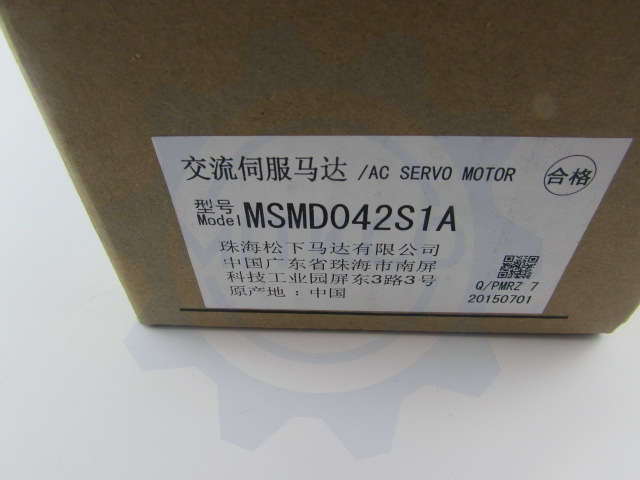 交流伺服马达 /AC SERVO MOTOR
合格
型号
Model MSMD042S1A
珠海松下马达有限公司
中国广东省珠海市南屏
科技工业园屏东3路3号
原产地：中国
Q/PMRZ 7
20150701